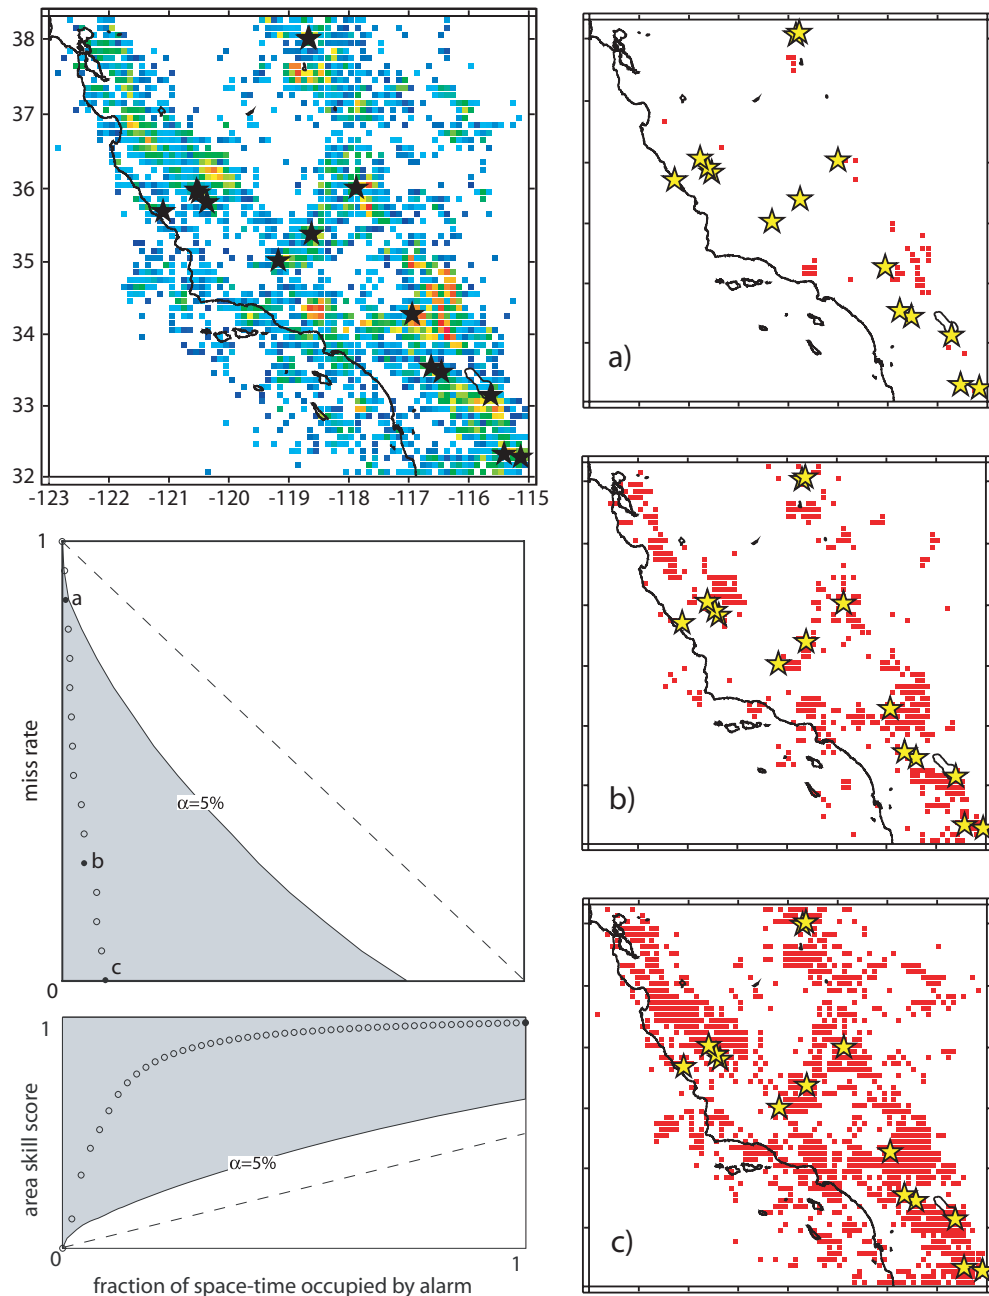 38
37
36
35
34
33
32
-123
-122
-121
-120
-119
-118
-117
-116
-115
a)
b)
c)
1
a
miss rate
α=5%
b
c
0
1
area skill score
α=5%
0
1
fraction of space-time occupied by alarm